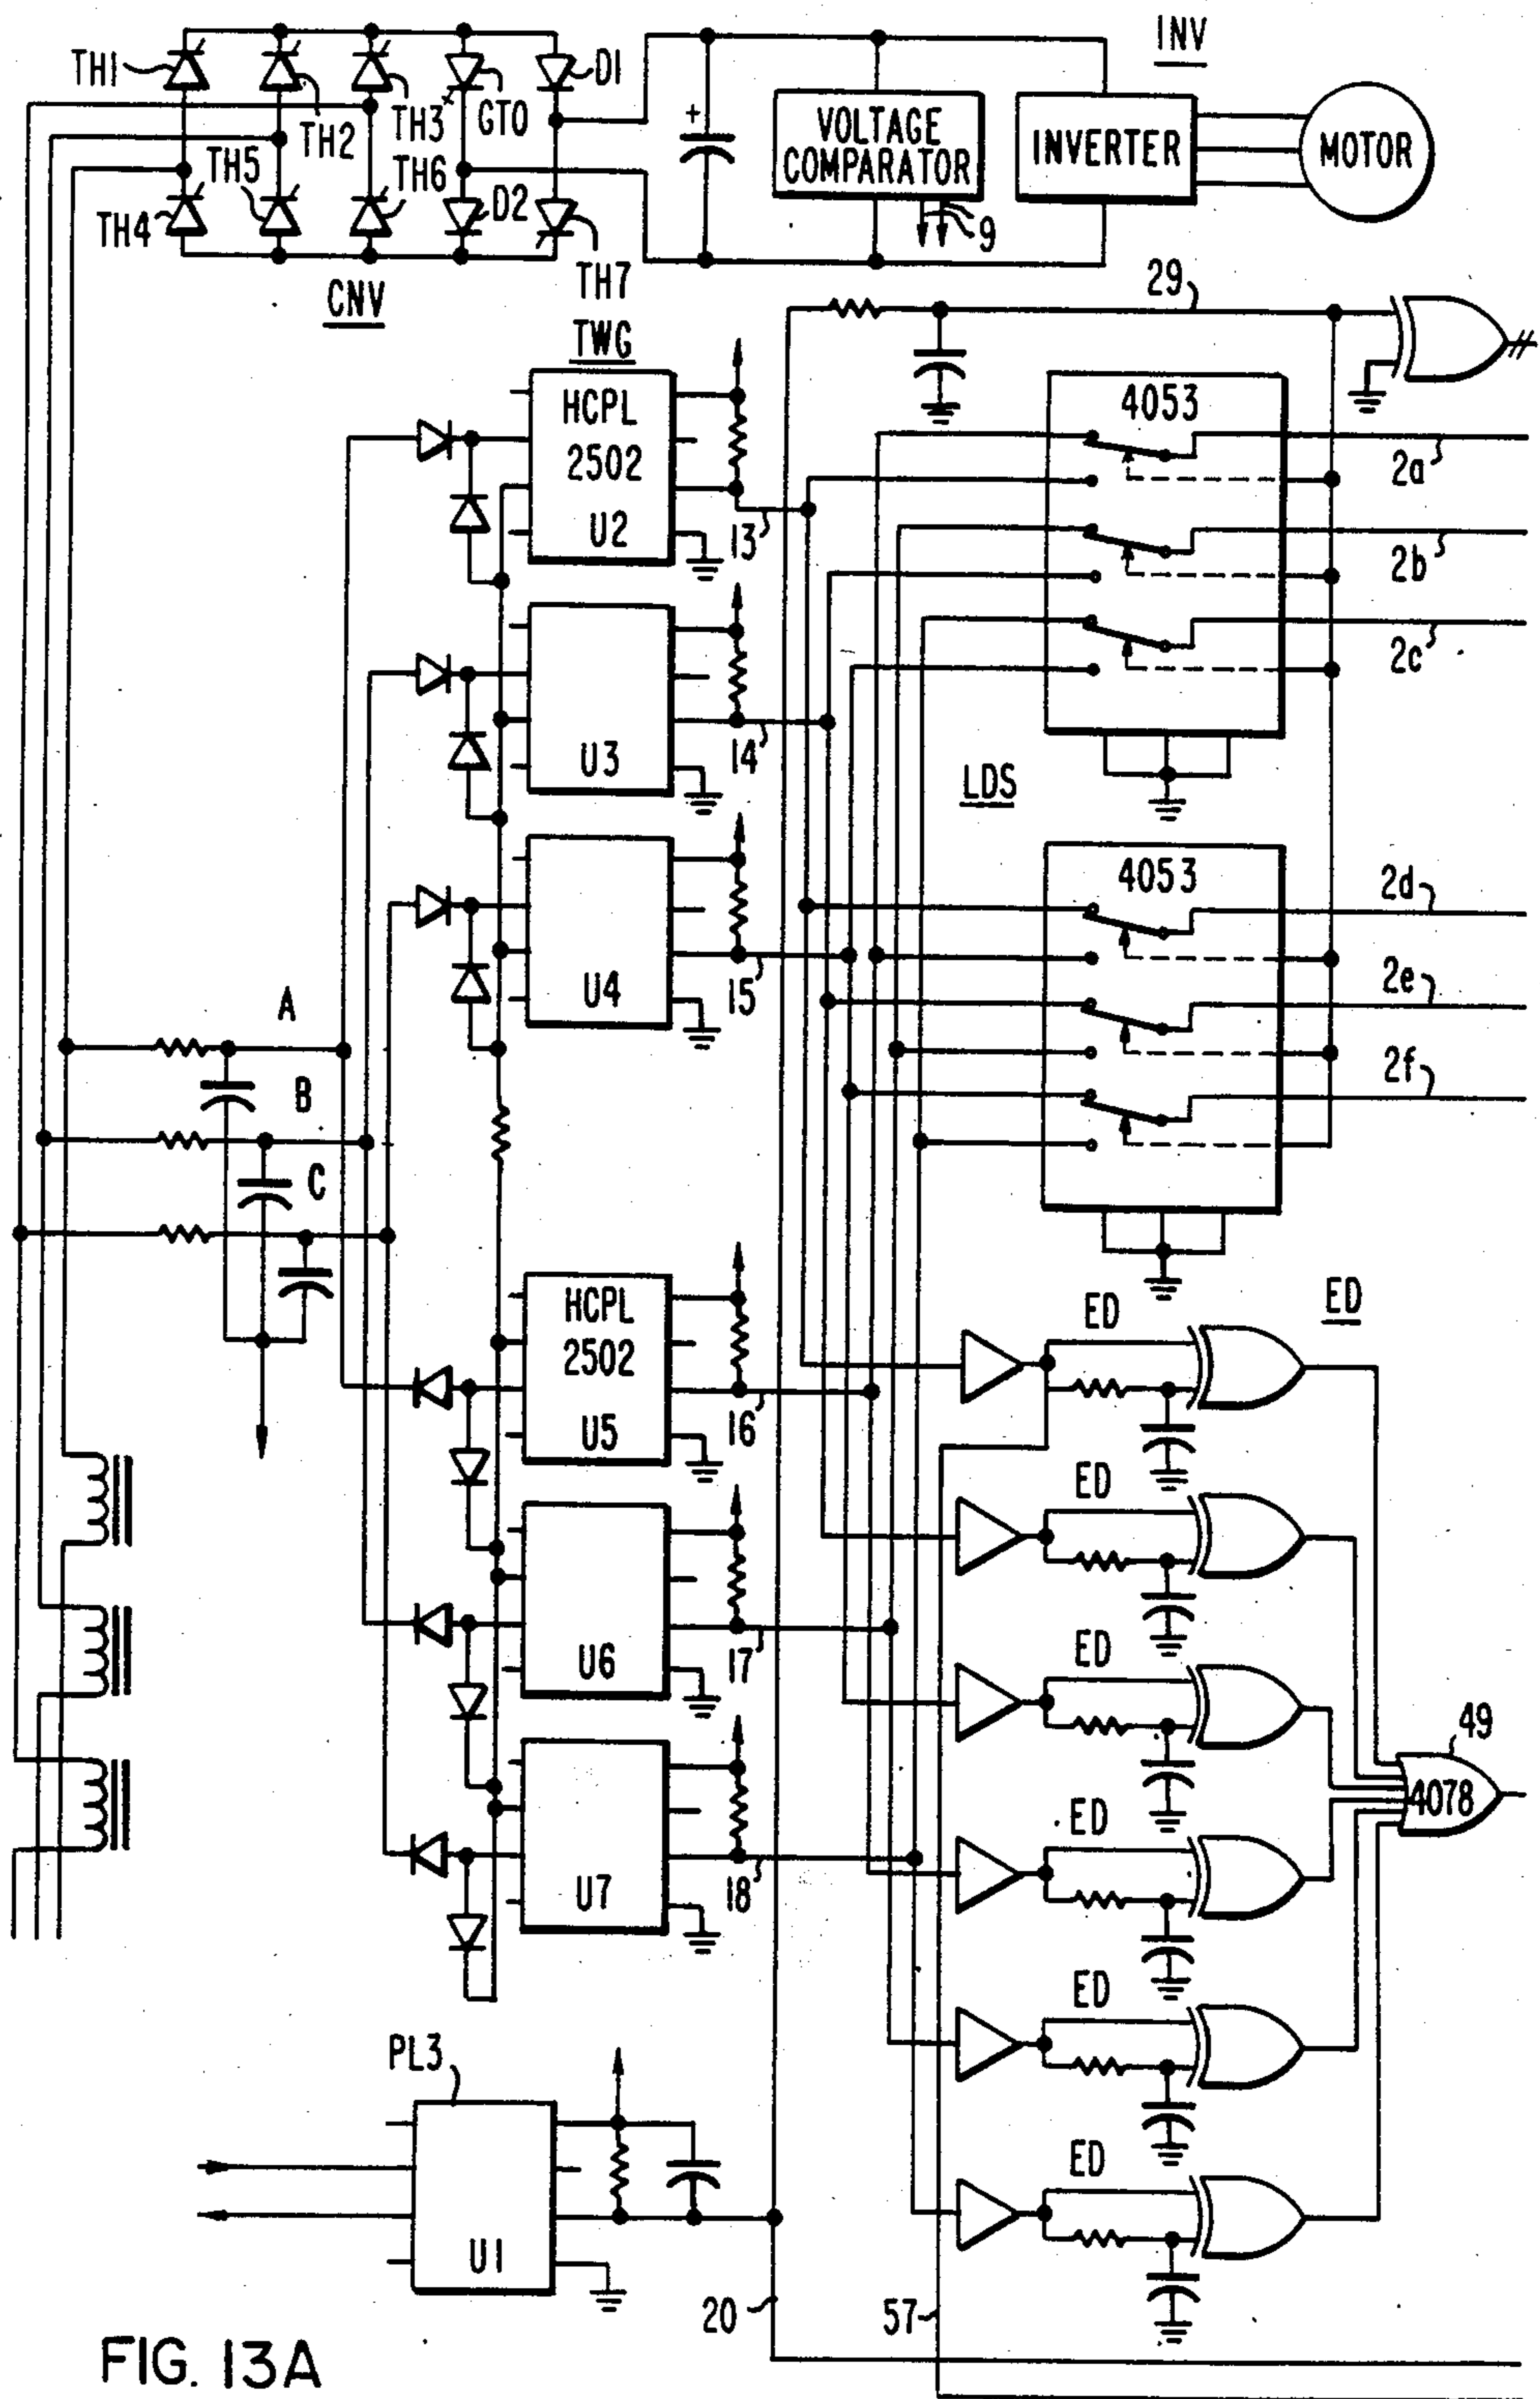 INV
TH1
TH2
TH3
GTO
D1
+
VOLTAGE
COMPARATOR
INVERTER
MOTOR
TH4
TH5
TH6
D2
TH7
9
CNV
TWG
29
HCPL
2502
U2
13
4053
2a
2b
2c
U3
14
LDS
U4
15
4053
2d
2e
2f
A
B
C
HCPL
2502
U5
16
ED
ED
ED
U6
17
ED
49
4078
ED
U7
18
ED
PL3
ED
U1
20
57
FIG. 13A